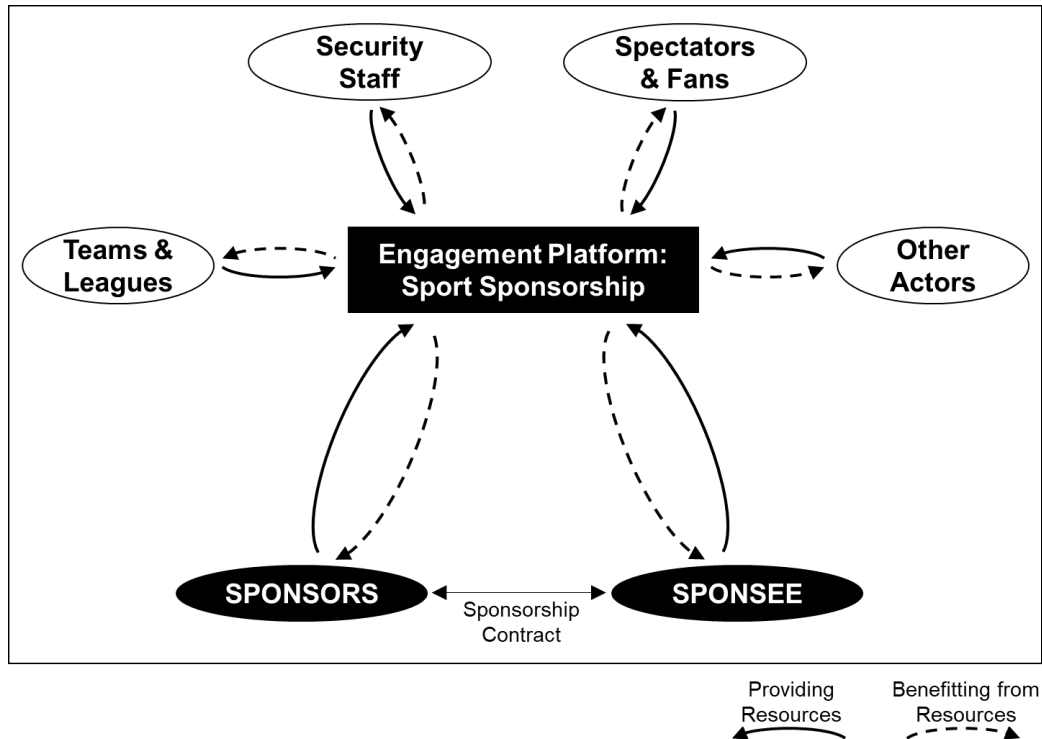 Security
Staff
Spectators
& Fans
Teams &
Leagues
Engagement Platform:
Sport Sponsorship
Other
Actors
SPONSORS
Sponsorship
Contract
SPONSEE
Providing
Resources
Benefitting from
Resources